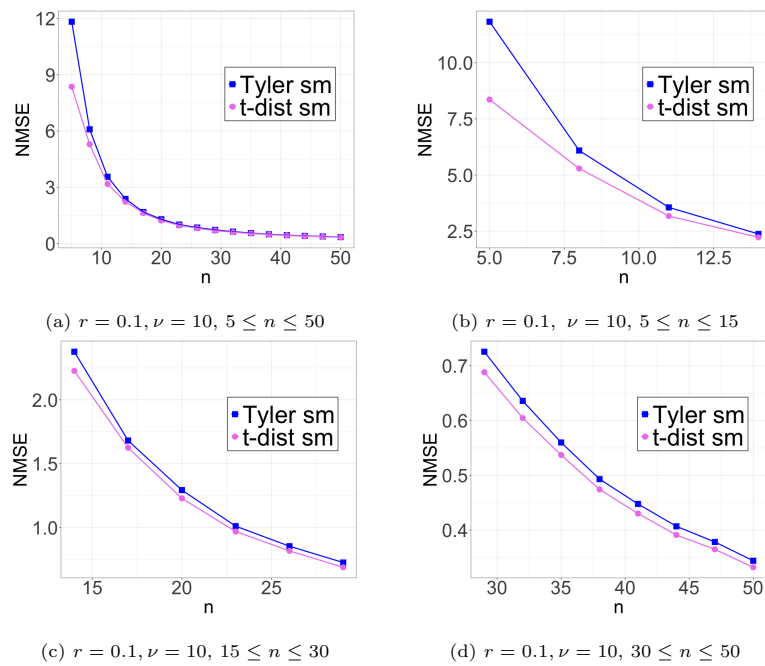 12
9
6
3
0
NMSE
10 20 30 40 50
n
Tyler sm
t-dist sm
(a) r = 0.1, ν = 10, 5 ≤ n ≤ 50
10.0
7.5
5.0
2.5
NMSE
5.0 7.5 10.0 12.5
n
Tyler sm
t-dist sm
(b) r = 0.1, ν = 10, 5 ≤ n ≤ 15
2.0
1.5
1.0
NMSE
15 20 25
n
Tyler sm
t-dist sm
(c) r = 0.1, ν = 10, 15 ≤ n ≤ 30
0.7
0.6
0.5
0.4
NMSE
30 35 40 45 50
n
Tyler sm
t-dist sm
(d) r = 0.1, ν = 10, 30 ≤ n ≤ 50